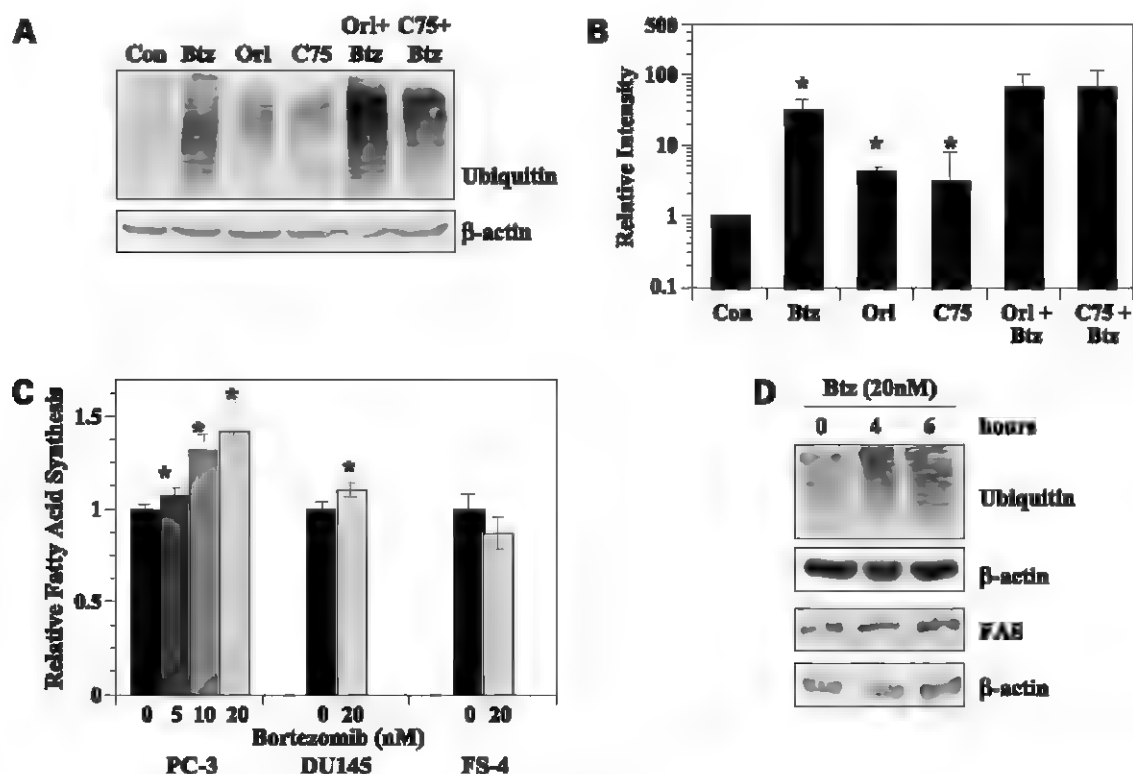 A
Orl+ C75+
Con Btz Orl C75 Btz Btz
Ubiquitin
β-actin
B
Relative Intensity
500
100
10
1
0.1
* * *
Con Btz Orl C75 Orl + C75 +
Btz Btz
C
Relative Fatty Acid Synthesis
1.5
1
0.5
0
* * * *
0 5 10 20 0 20 0 20
Bortezomib (nM)
PC-3 DU145 FS-4
D
Btz (20nM)
0 4 6 hours
Ubiquitin
β-actin
FAS
β-actin